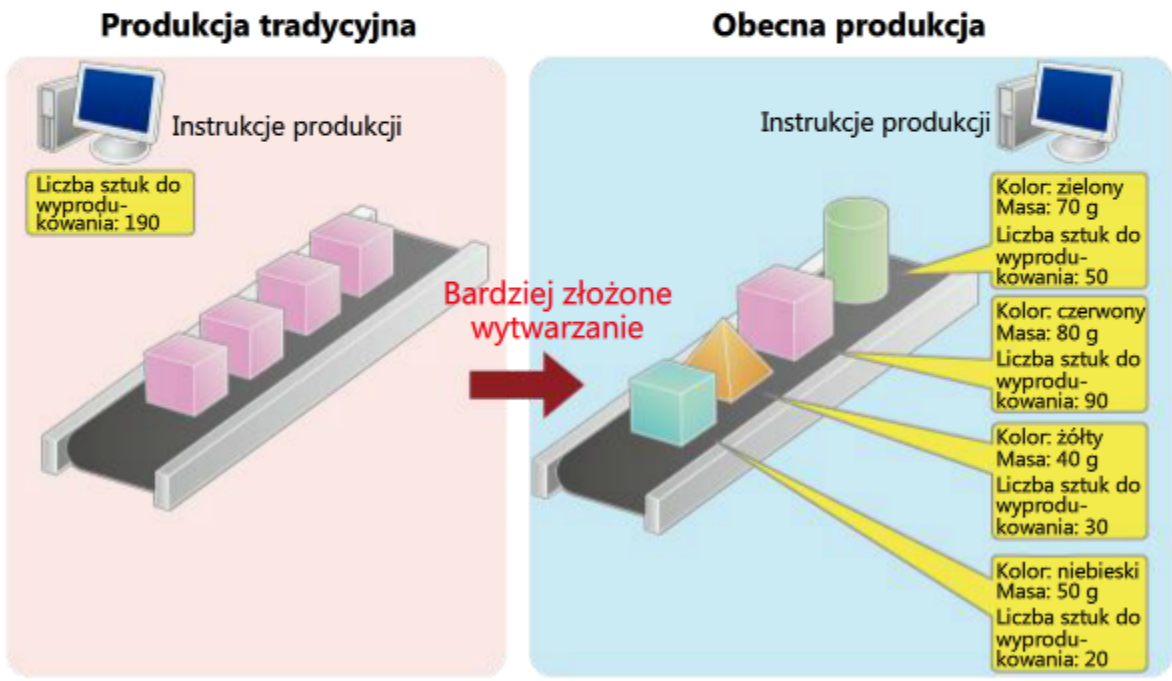 Produkcja tradycyjna
Instrukcje produkcji
Liczba sztuk do
wyprodu-
kowania: 190
Bardziej złożone
wytwarzanie
Obecna produkcja
Instrukcje produkcji
Kolor: zielony
Masa: 70 g
Liczba sztuk do
wyprodu-
kowania: 50
Kolor: czerwony
Masa: 80 g
Liczba sztuk do
wyprodu-
kowania: 90
Kolor: żółty
Masa: 40 g
Liczba sztuk do
wyprodu-
kowania: 30
Kolor: niebieski
Masa: 50 g
Liczba sztuk do
wyprodu-
kowania: 20